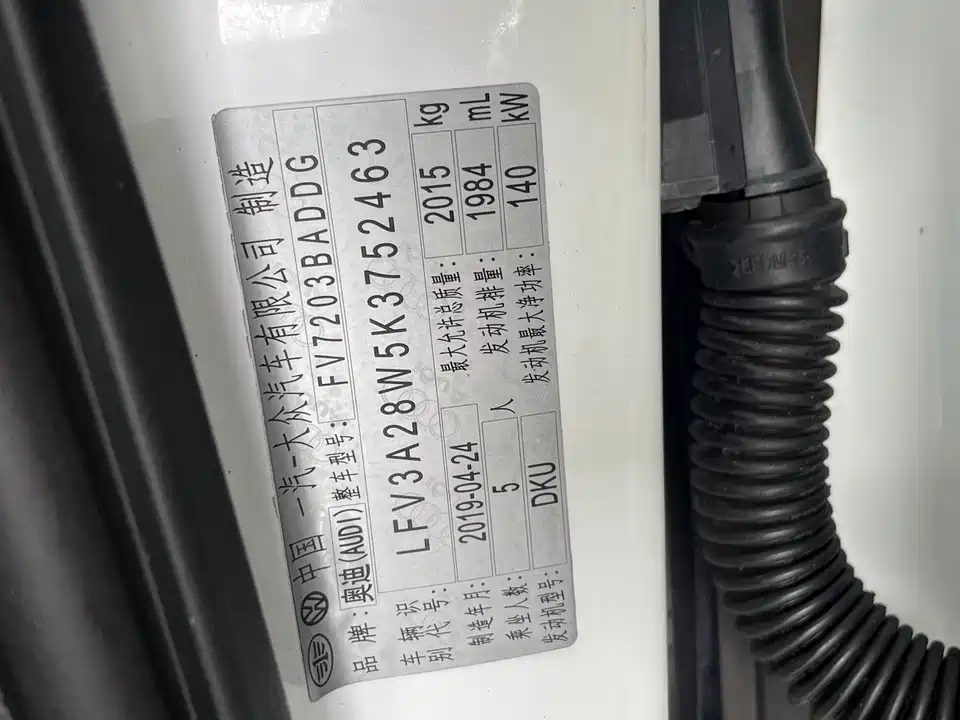 中国 一汽-大众汽车有限公司 制造
品牌:奥迪(AUDI) 整车型号:FV7203BADDG
车辆识别代号: LFV3A28W5K3752463
制造年月: 2019-04-24 最大允许总质量: 2015 kg
乘坐人数: 5 人 发动机排量: 1984 mL
发动机型号: DKU 发动机最大净功率: 140 kW